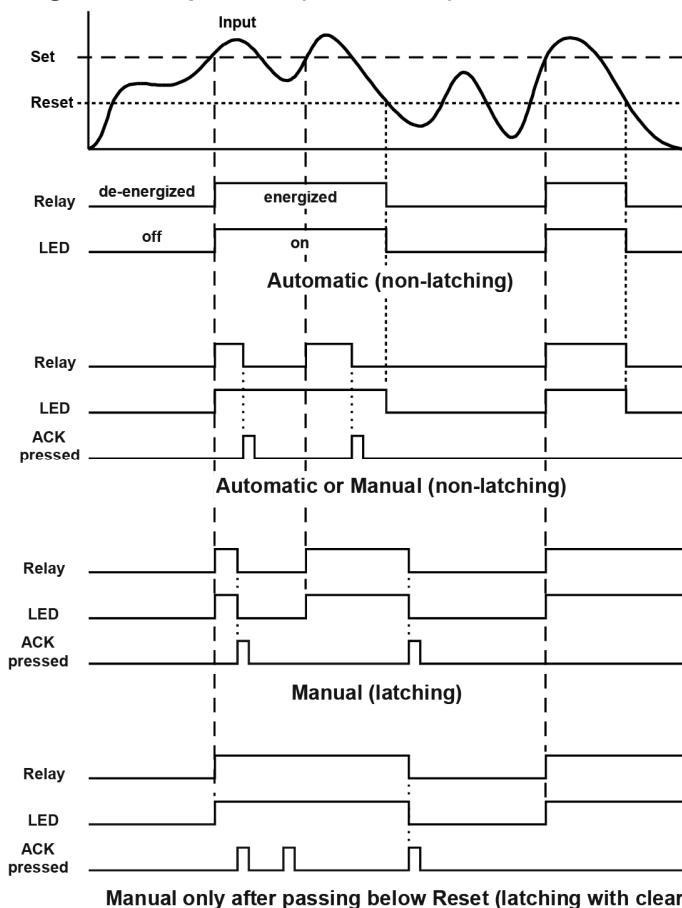 Input
Set
Reset
Relay
de-energized
energized
LED
off
on
Automatic (non-latching)
Relay
LED
ACK
pressed
Automatic or Manual (non-latching)
Relay
LED
ACK
pressed
Manual (latching)
Relay
LED
ACK
pressed
Manual only after passing below Reset (latching with clear